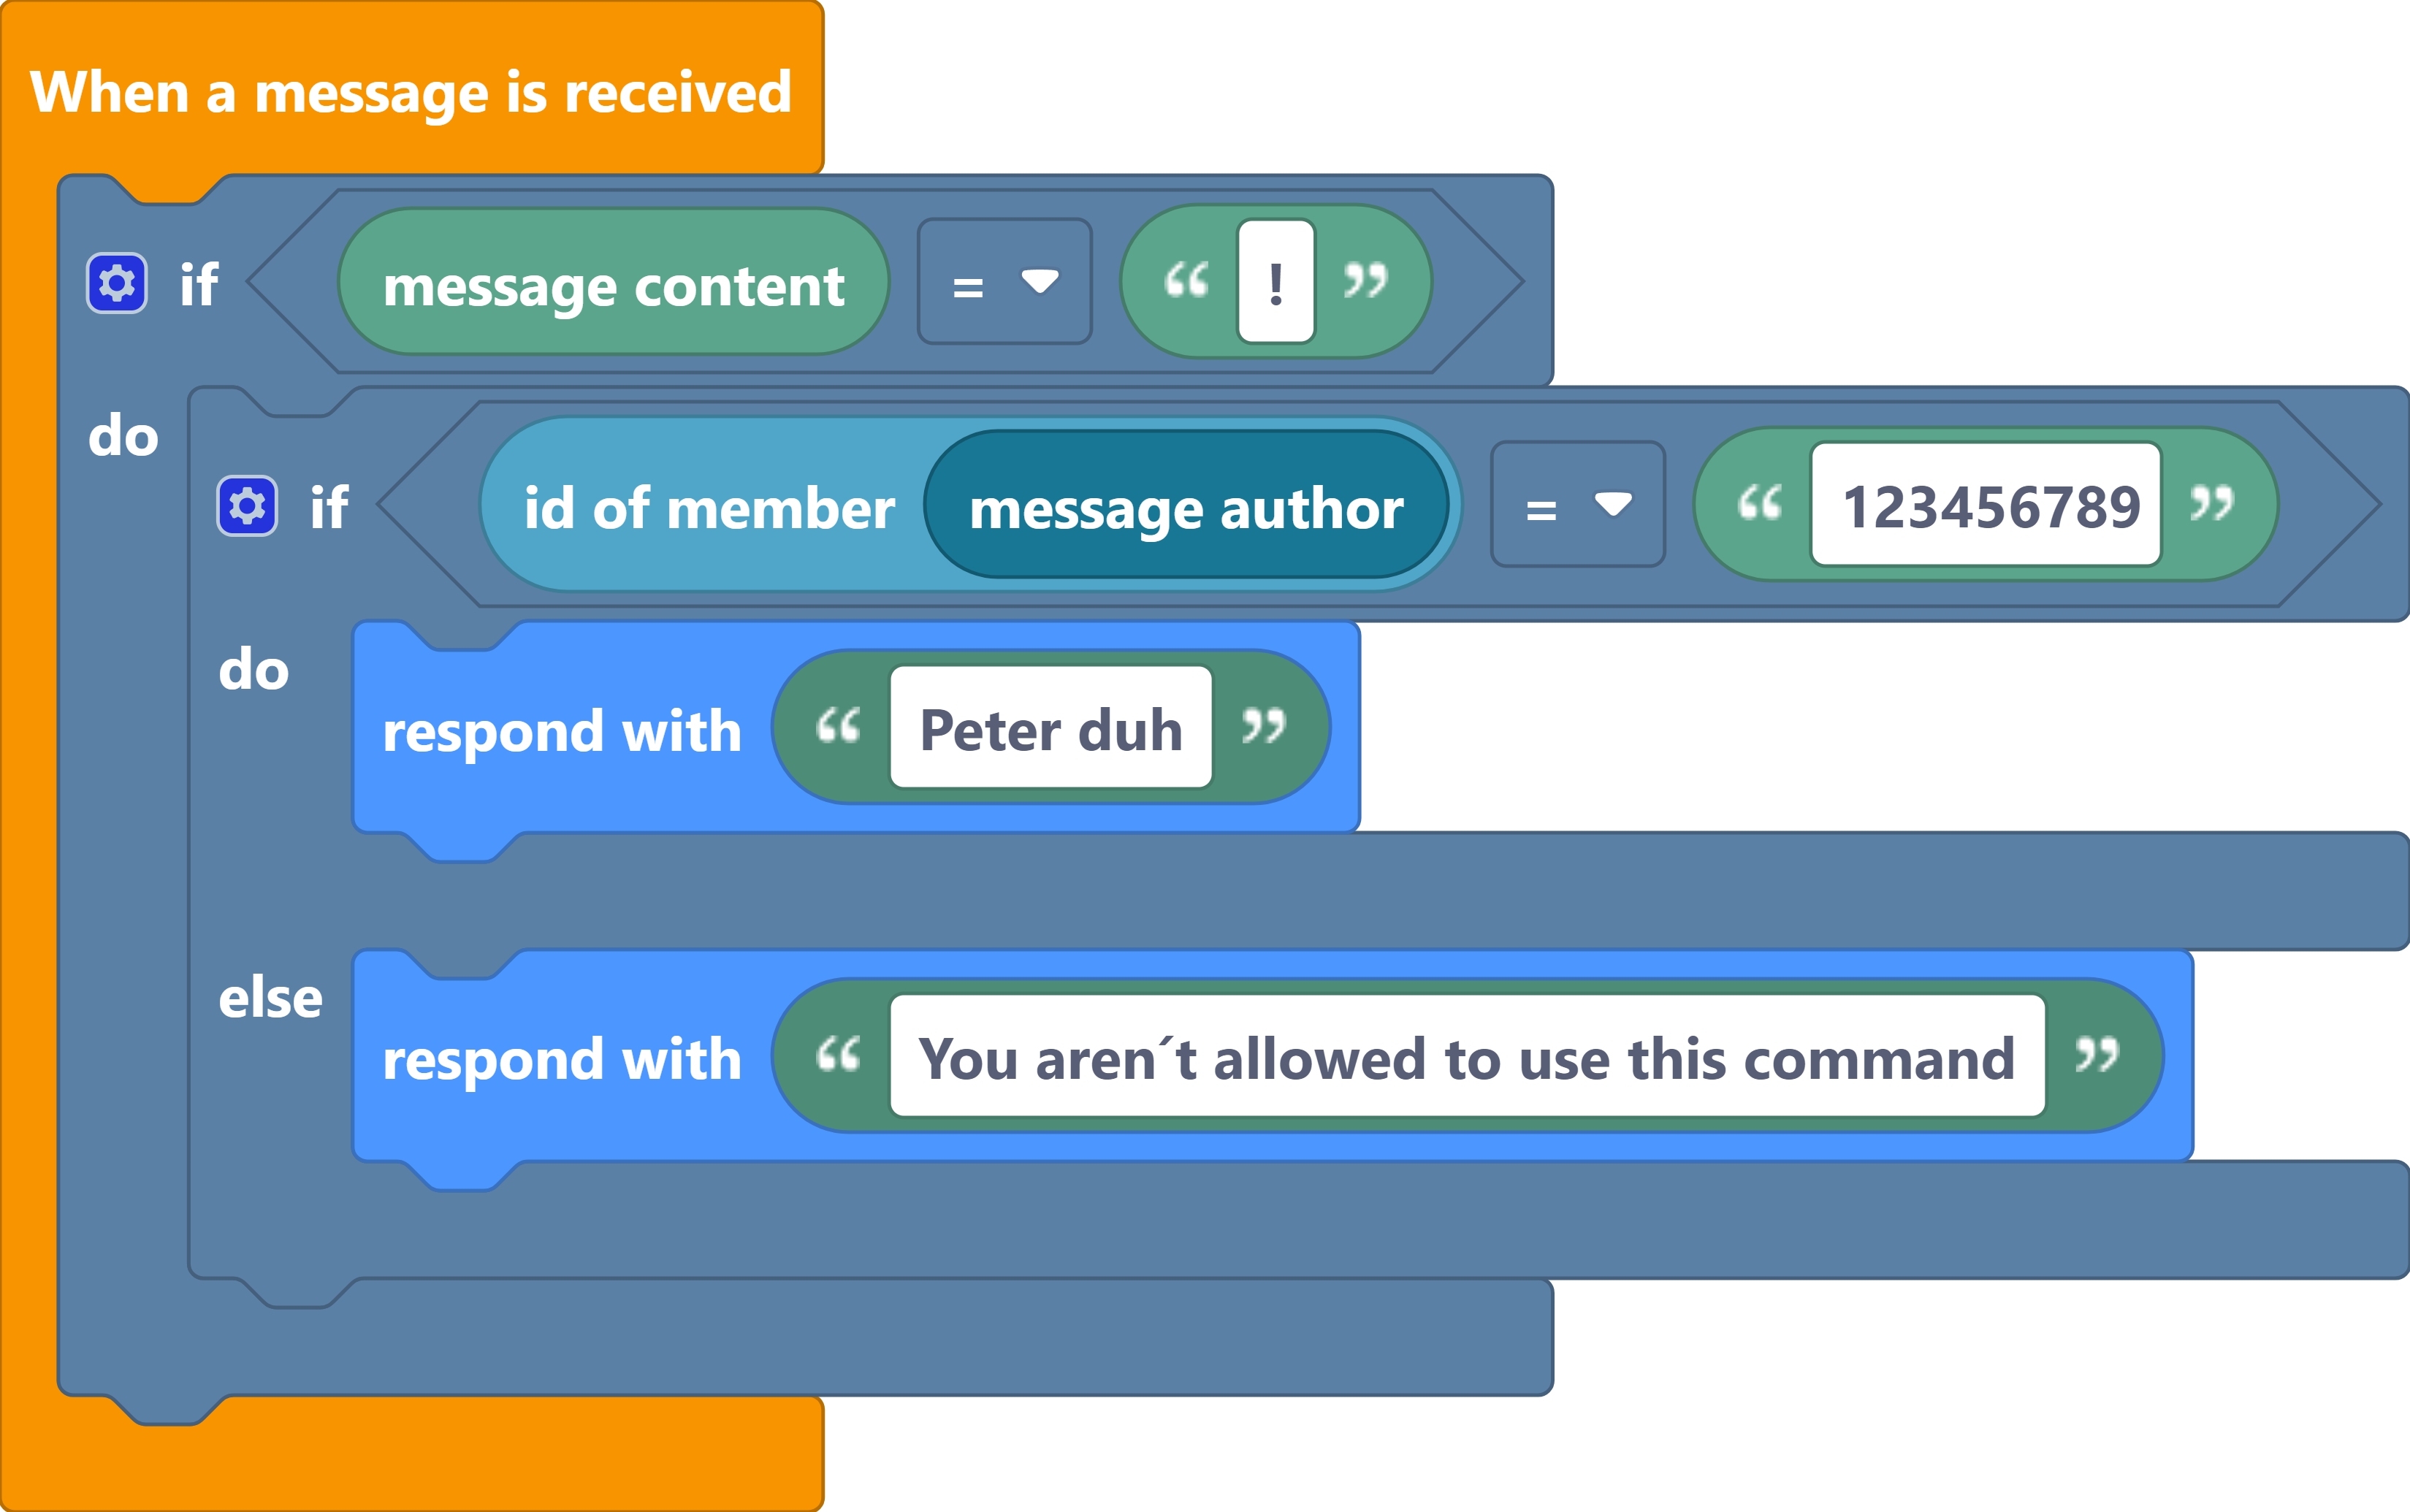 When a message is received
if message content = “ ! ”
do
if id of member message author = “ 123456789 ”
do
respond with “ Peter duh ”
else
respond with “ You aren´t allowed to use this command ”